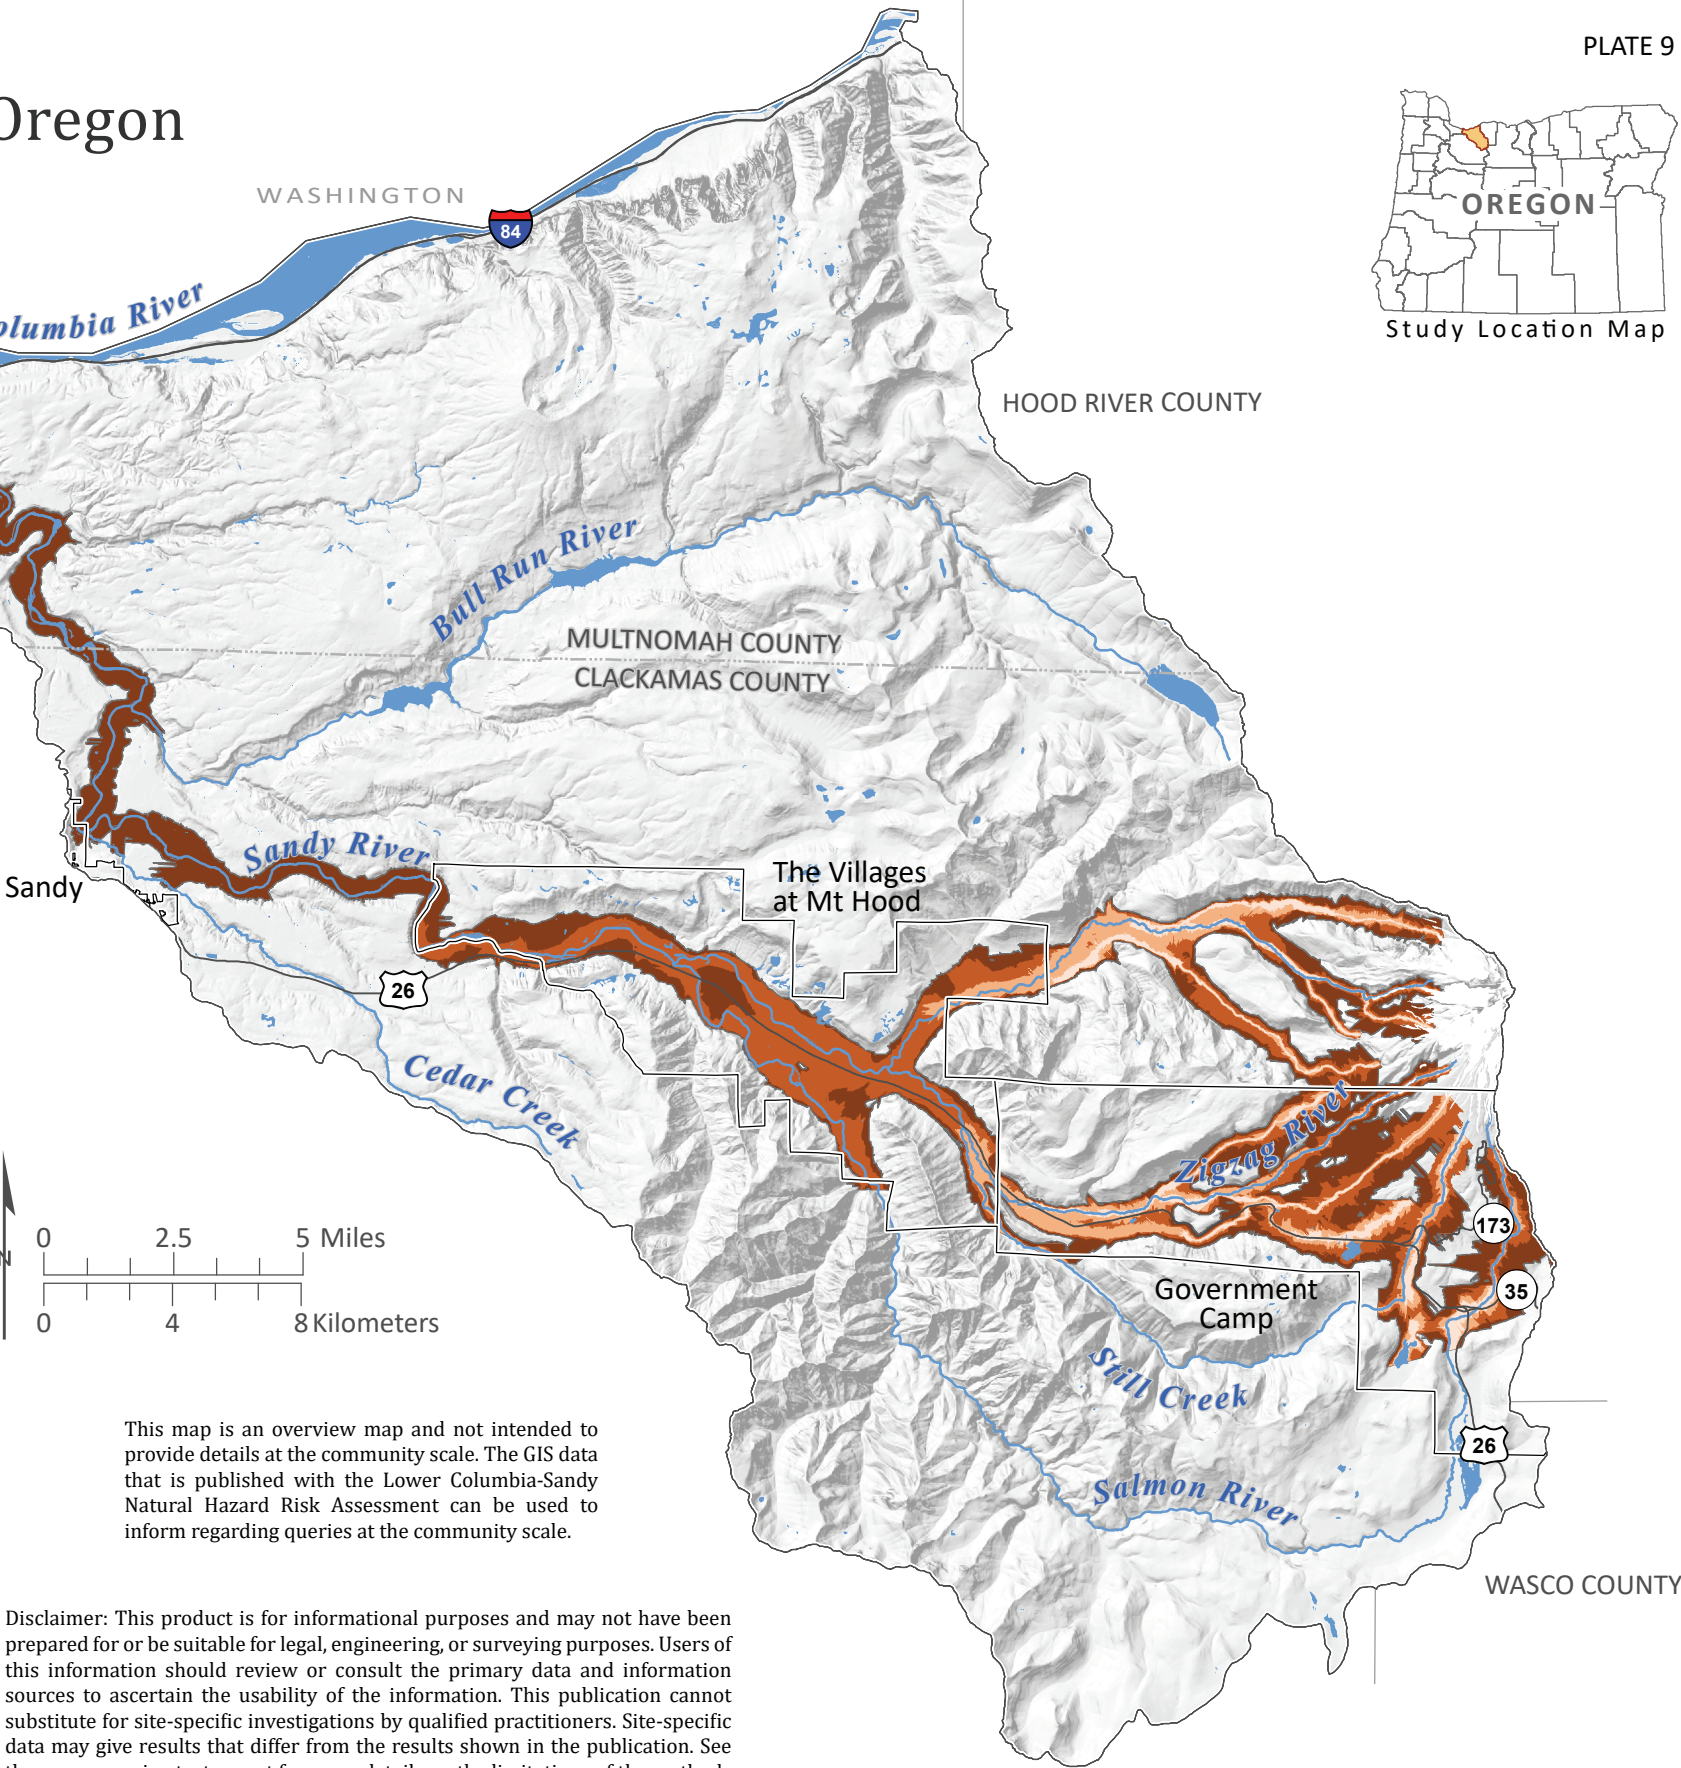 PLATE 9
Oregon
WASHINGTON
84
OREGON
Study Location Map
olumbia River
HOOD RIVER COUNTY
Bull Run River
MULTNOMAH COUNTY
CLACKAMAS COUNTY
Sandy River
The Villages
at Mt Hood
Sandy
26
Cedar Creek
Zigzag River
173
0 2.5 5 Miles
N
35
Government
Camp
0 4 8 Kilometers
Still Creek
26
This map is an overview map and not intended to
provide details at the community scale. The GIS data
that is published with the Lower Columbia-Sandy
Natural Hazard Risk Assessment can be used to
inform regarding queries at the community scale.
Salmon River
WASCO COUNTY
Disclaimer: This product is for informational purposes and may not have been
prepared for or be suitable for legal, engineering, or surveying purposes. Users of
this information should review or consult the primary data and information
sources to ascertain the usability of the information. This publication cannot
substitute for site-specific investigations by qualified practitioners. Site-specific
data may give results that differ from the results shown in the publication. See